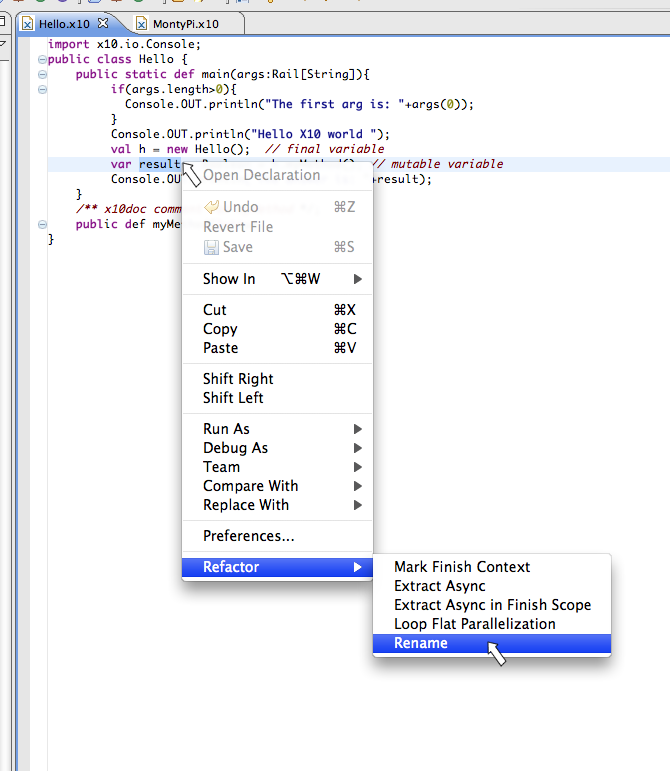 Hello.x10
MontyPi.x10
import x10.io.Console;
public class Hello {
public static def main(args:Rail[String]){
if(args.length>0){
Console.OUT.println("The first arg is: "+args(0));
}
Console.OUT.println("Hello X10 world ");
val h = new Hello(); // final variable
var result // mutable variable
Console.OU +result);
}
/** x10doc comm
public def myMe
}
Open Declaration
Undo ⌘Z
Revert File
Save ⌘S
Show In ⌥⌘W
Cut ⌘X
Copy ⌘C
Paste ⌘V
Shift Right
Shift Left
Run As
Debug As
Team
Compare With
Replace With
Preferences...
Refactor
Mark Finish Context
Extract Async
Extract Async in Finish Scope
Loop Flat Parallelization
Rename